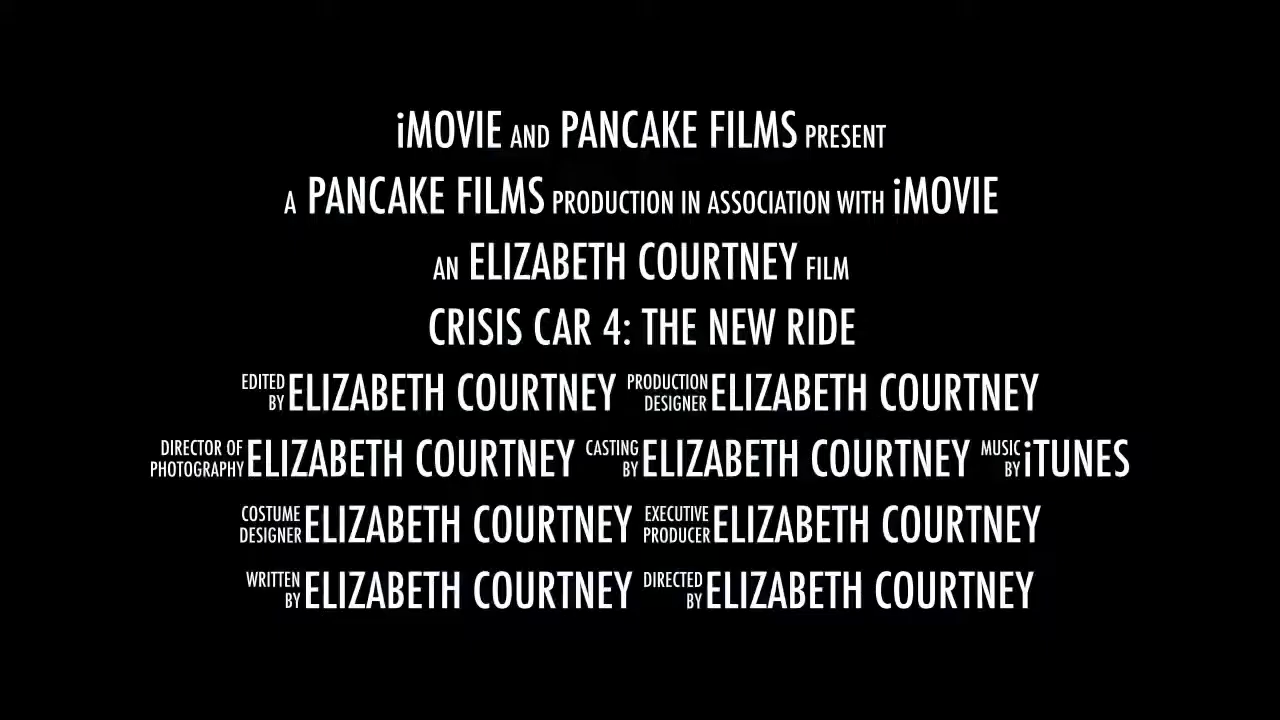 iMOVIE AND PANCAKE FILMS PRESENT
A PANCAKE FILMS PRODUCTION IN ASSOCIATION WITH iMOVIE
AN ELIZABETH COURTNEY FILM
CRISIS CAR 4: THE NEW RIDE
EDITED BY ELIZABETH COURTNEY PRODUCTION DESIGNER ELIZABETH COURTNEY
DIRECTOR OF PHOTOGRAPHY ELIZABETH COURTNEY CASTING BY ELIZABETH COURTNEY MUSIC BY iTUNES
COSTUME DESIGNER ELIZABETH COURTNEY EXECUTIVE PRODUCER ELIZABETH COURTNEY
WRITTEN BY ELIZABETH COURTNEY DIRECTED BY ELIZABETH COURTNEY